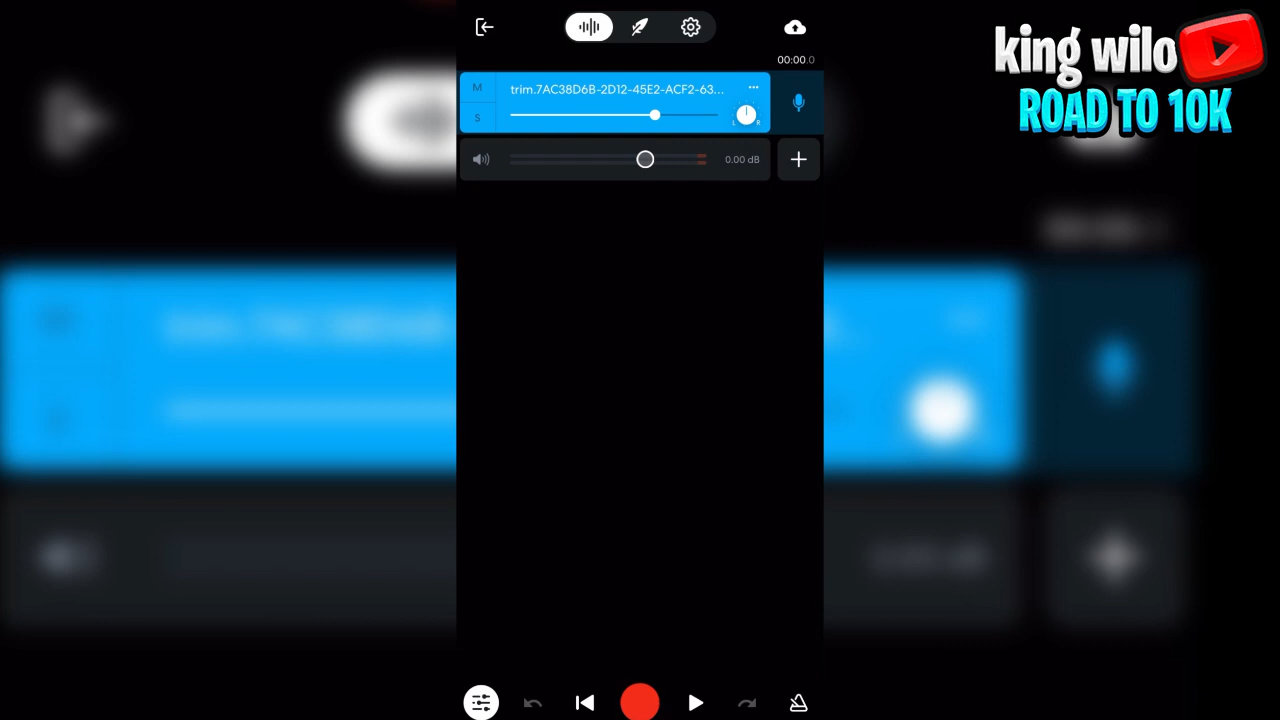 king wilo
ROAD TO 10K
00:00.0
M
trim.7AC38D6B-2D12-45E2-ACF2-63...
S
L R
0.00 dB